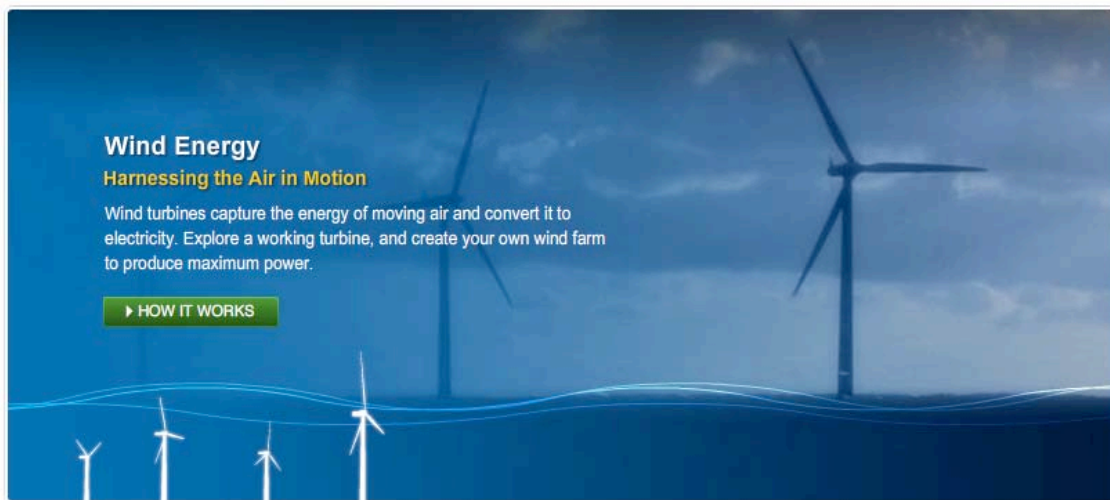 Wind Energy
Harnessing the Air in Motion
Wind turbines capture the energy of moving air and convert it to
electricity. Explore a working turbine, and create your own wind farm
to produce maximum power.
HOW IT WORKS